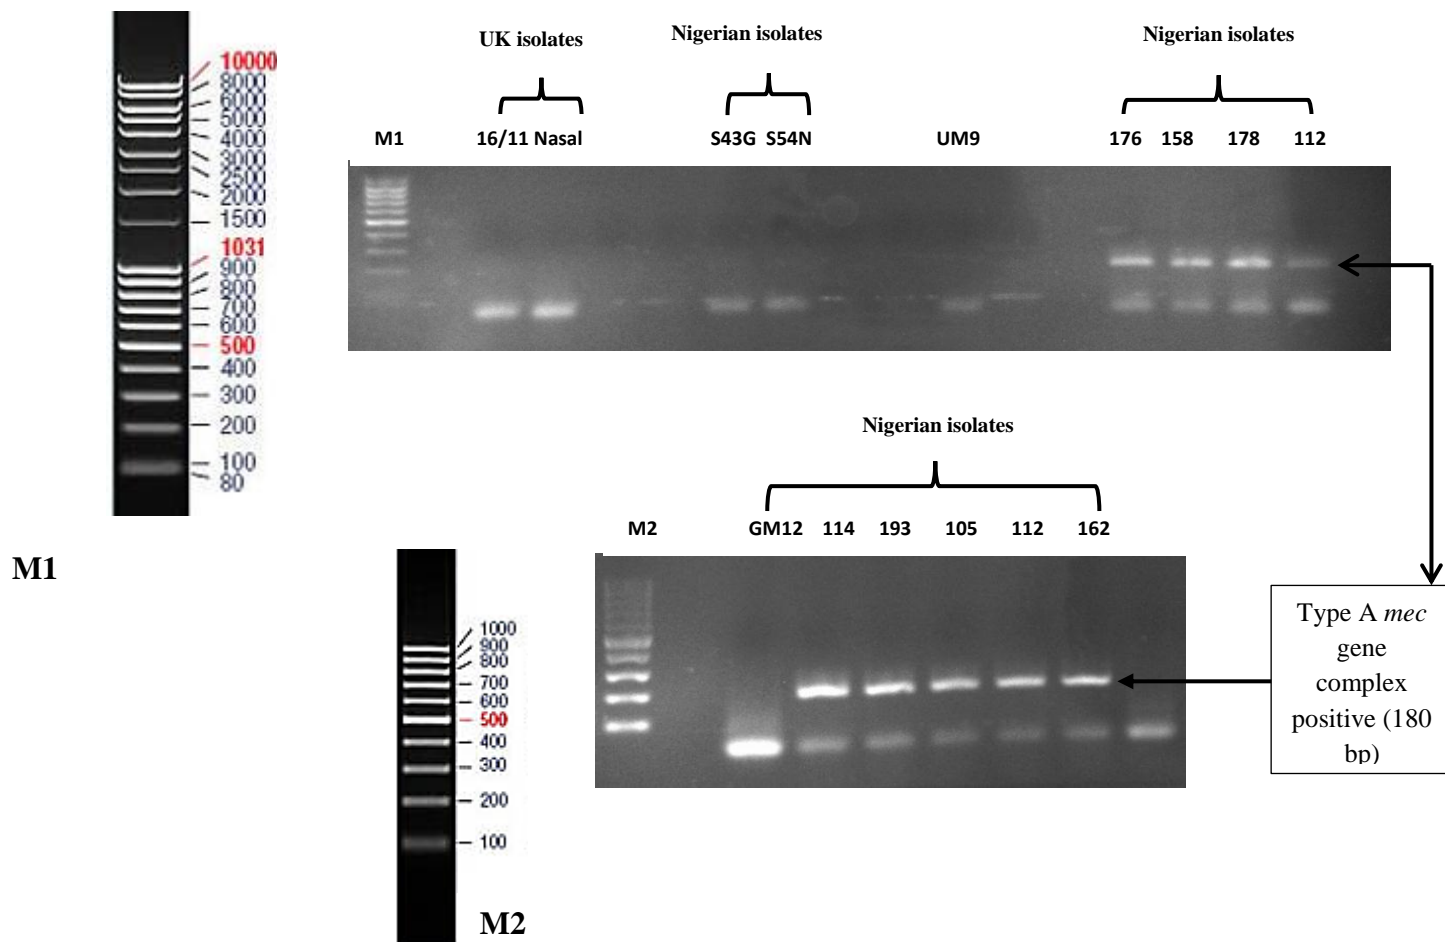 10000
8000
6000
5000
4000
3000
2500
2000
1500
1031
900
800
700
600
500
400
300
200
100
80
M1
UK isolates
Nigerian isolates
Nigerian isolates
M1 16/11 Nasal S43G S54N UM9 176 158 178 112
Nigerian isolates
M2 GM12 114 193 105 112 162
1000
900
800
700
600
500
400
300
200
100
M2
Type A mec
gene
complex
positive (180
bp)